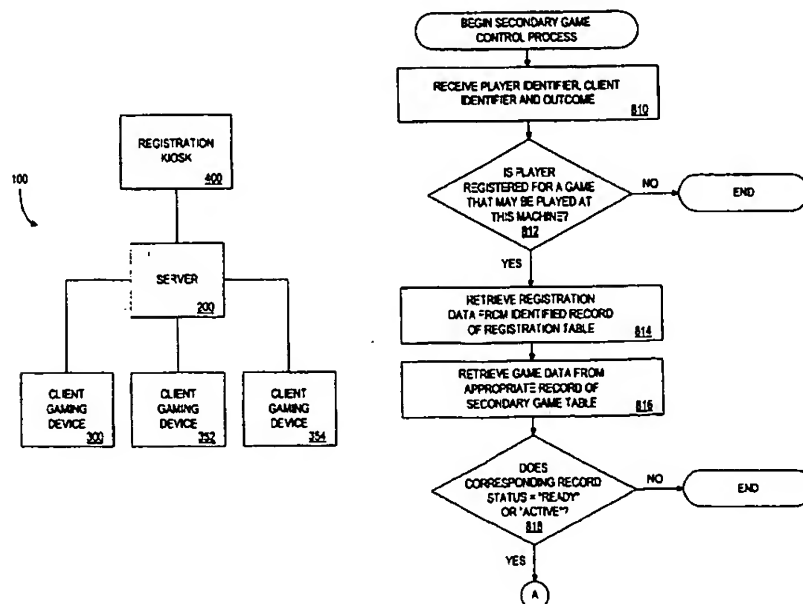 100
REGISTRATION
KIOSK
400
SERVER
200
CLIENT
GAMING
DEVICE 300
CLIENT
GAMING
DEVICE 352
CLIENT
GAMING
DEVICE 354
BEGIN SECONDARY GAME
CONTROL PROCESS
RECEIVE PLAYER IDENTIFIER, CLIENT
IDENTIFIER AND OUTCOME
810
IS PLAYER
REGISTERED FOR A GAME
THAT MAY BE PLAYED AT
THIS MACHINE?
812
NO
END
YES
RETRIEVE REGISTRATION
DATA FROM IDENTIFIED RECORD
OF REGISTRATION TABLE
814
RETRIEVE GAME DATA FROM
APPROPRIATE RECORD OF
SECONDARY GAME TABLE
816
DOES
CORRESPONDING RECORD
STATUS = "READY"
OR "ACTIVE"?
818
NO
END
YES
A